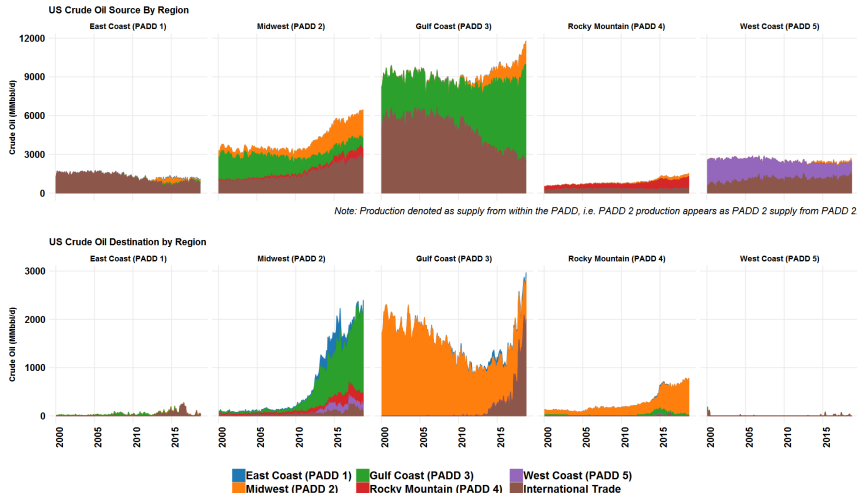 US Crude Oil Source By Region
East Coast (PADD 1) Midwest (PADD 2) Gulf Coast (PADD 3) Rocky Mountain (PADD 4) West Coast (PADD 5)
Crude Oil (MMbbl/d)
12000
9000
6000
3000
0
Note: Production denoted as supply from within the PADD, i.e. PADD 2 production appears as PADD 2 supply from PADD 2.
US Crude Oil Destination by Region
East Coast (PADD 1) Midwest (PADD 2) Gulf Coast (PADD 3) Rocky Mountain (PADD 4) West Coast (PADD 5)
Crude Oil (MMbbl/d)
3000
2000
1000
0
2000 2005 2010 2015 2000 2005 2010 2015 2000 2005 2010 2015 2000 2005 2010 2015 2000 2005 2010 2015
East Coast (PADD 1) Gulf Coast (PADD 3) West Coast (PADD 5)
Midwest (PADD 2) Rocky Mountain (PADD 4) International Trade